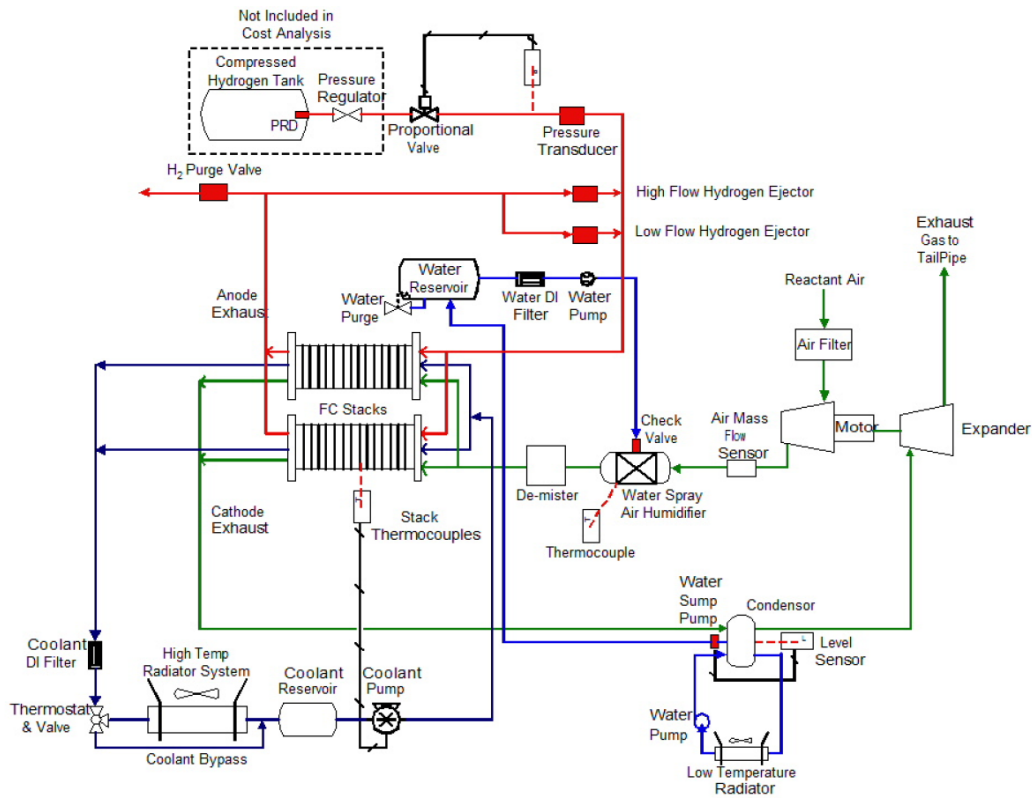 Not Included in
Cost Analysis
Compressed
Hydrogen Tank
Pressure
Regulator
PRD
Proportional
Valve
Pressure
Transducer
H2 Purge Valve
High Flow Hydrogen Ejector
Low Flow Hydrogen Ejector
Exhaust
Gas to
TailPipe
Water
Reservoir
Water
Purge
Water DI
Filter
Water
Pump
Reactant Air
Air Filter
Anode
Exhaust
FC Stacks
Check
Valve
Air Mass
Flow
Sensor
Motor
Expander
De-mister
Water Spray
Air Humidifier
Cathode
Exhaust
Stack
Thermocouples
T
Thermocouple
Water
Sump
Pump
Condensor
L
Level
Sensor
Coolant
DI Filter
High Temp
Radiator System
Coolant
Reservoir
Coolant
Pump
Thermostat
& Valve
Coolant Bypass
Water
Pump
Low Temperature
Radiator